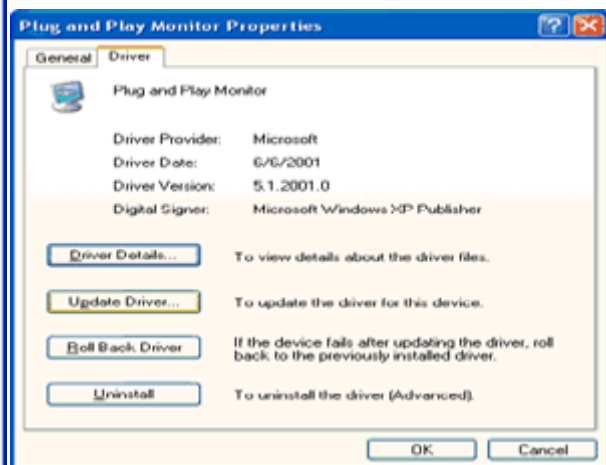 Plug and Play Monitor Properties
General Driver
Plug and Play Monitor
Driver Provider: Microsoft
Driver Date: 6/6/2001
Driver Version: 5.1.2001.0
Digital Signer: Microsoft Windows XP Publisher
Driver Details... To view details about the driver files.
Update Driver... To update the driver for this device.
Roll Back Driver If the device fails after updating the driver, roll
back to the previously installed driver.
Uninstall To uninstall the driver (Advanced).
OK Cancel